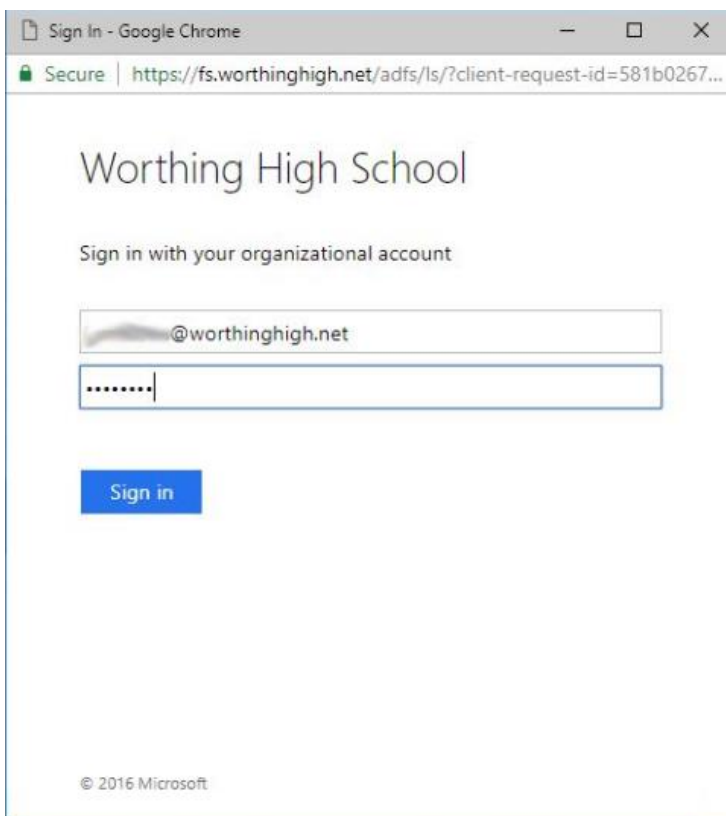 Sign In - Google Chrome
Secure | https://fs.worthinghigh.net/adfs/ls/?client-request-id=581b0267...
Worthing High School
Sign in with your organizational account
@worthinghigh.net
••••••••
Sign in
© 2016 Microsoft